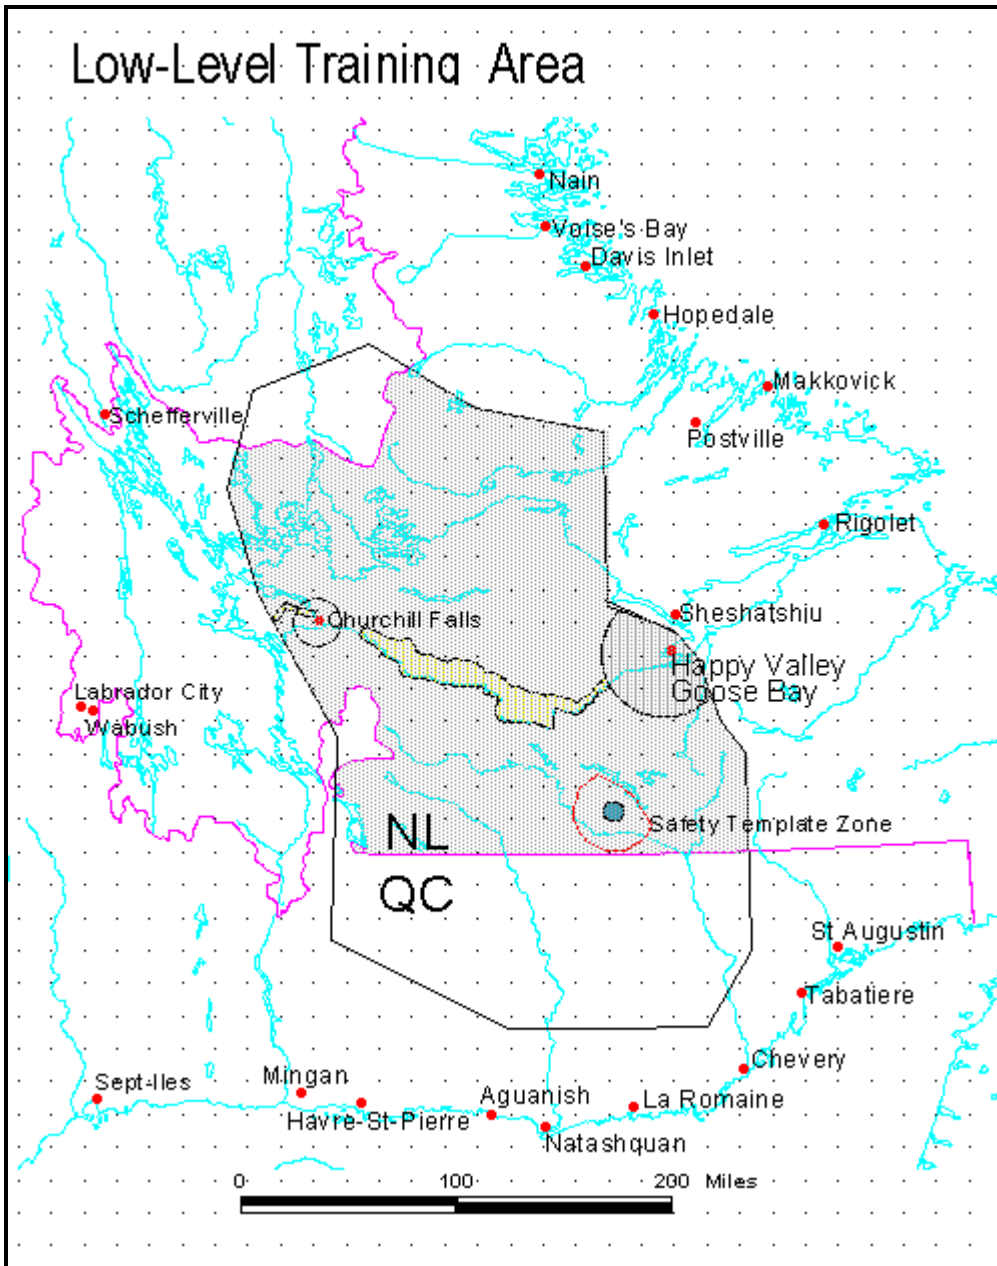 Low-Level Training Area
Nain
Voise's Bay
Davis Inlet
Hopedale
Makkovick
Schefferville
Postville
Rigolet
Sheshatshiu
Churchill Falls
Happy Valley
Goose Bay
Labrador City
Wabush
Safety Template Zone
NL
QC
St Augustin
Tabatiere
Chevery
Sept-Iles
Mingan
Aguanish
La Romaine
Havre-St-Pierre
Natashquan
0 100 200 Miles